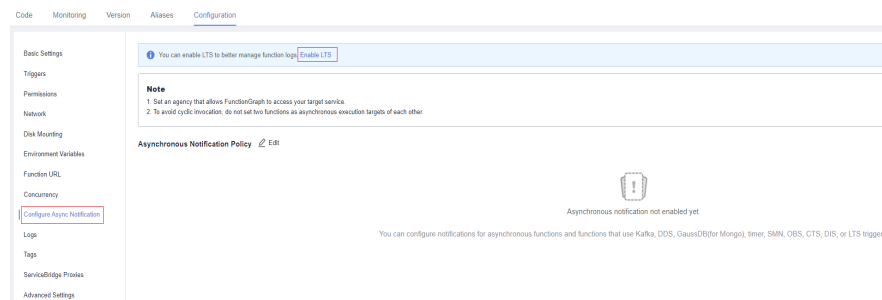 Code Monitoring Version Aliases Configuration
Basic Settings
Triggers
Permissions
Network
Disk Mounting
Environment Variables
Function URL
Concurrency
Configure Async Notification
Logs
Tags
ServiceBridge Proxies
Advanced Settings
You can enable LTS to better manage function logs. Enable LTS
Note
1. Set an agency that allows FunctionGraph to access your target service.
2. To avoid cyclic invocation, do not set two functions as asynchronous execution targets of each other.
Asynchronous Notification Policy Edit
Asynchronous notification not enabled yet.
You can configure notifications for asynchronous functions and functions that use Kafka, DDS, GaussDB(for Mongo), timer, SMN, OBS, CTS, DIS, or LTS trigger